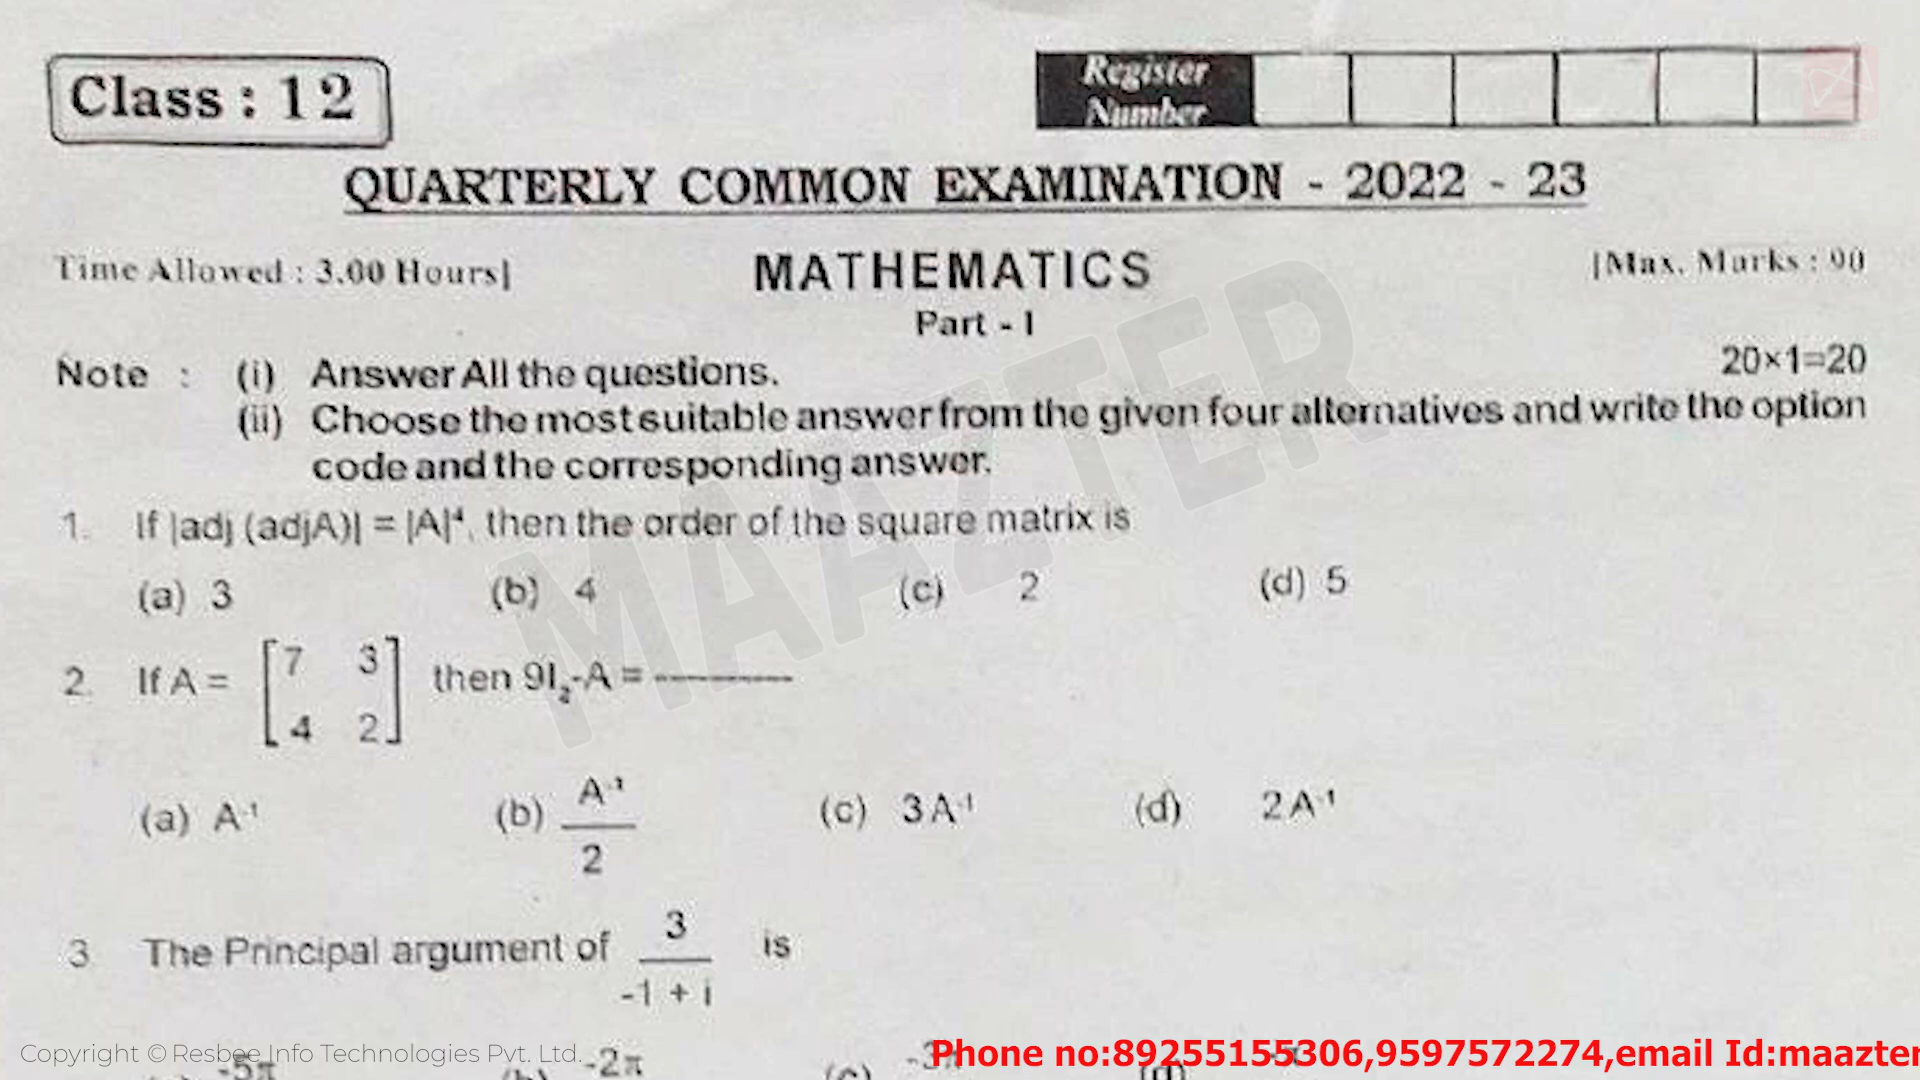 Class : 12
Register Number
QUARTERLY COMMON EXAMINATION - 2022 - 23
Time Allowed : 3.00 Hours]
MATHEMATICS
[Max. Marks : 90
Part - I
20×1=20
Note : (i) Answer All the questions.
(ii) Choose the most suitable answer from the given four alternatives and write the option
code and the corresponding answer.
1. If |adj (adjA)| = |A|⁴, then the order of the square matrix is
(a) 3 (b) 4 (c) 2 (d) 5
2. If A = [7 3
4 2] then 9I₂-A = ----------
(a) A⁻¹ (b) A⁻¹/2 (c) 3A⁻¹ (d) 2A⁻¹
3 The Principal argument of 3/(-1 + i) is
-5π (b) -2π (c) -3π (d)
MAAZTER
Copyright © Resbee Info Technologies Pvt. Ltd.
Phone no:89255155306,9597572274,email Id:maazter